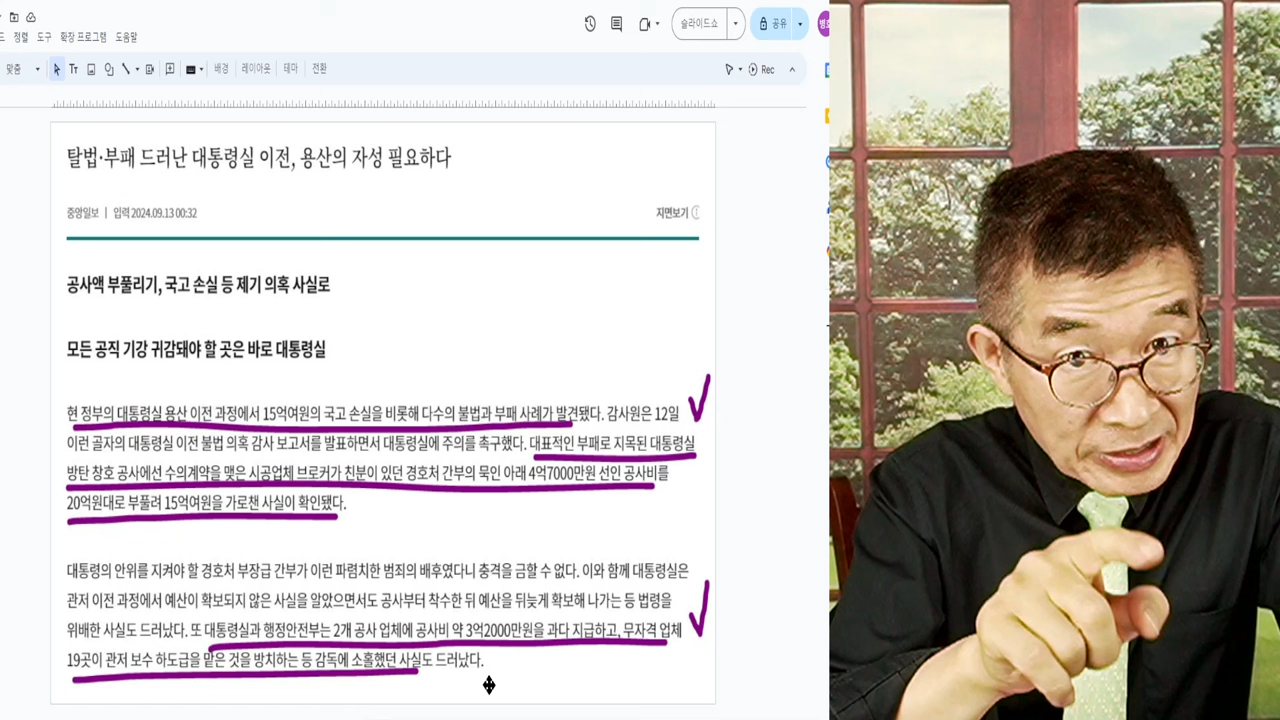 정렬 도구 확장 프로그램 도움말
슬라이드쇼
공유
맞춤
Tт
배경 레이아웃 테마 전환
Rec
탈법·부패 드러난 대통령실 이전, 용산의 자성 필요하다
중앙일보 | 입력 2024.09.13 00:32
지면보기
공사액 부풀리기, 국고 손실 등 제기 의혹 사실로
모든 공직 기강 귀감돼야 할 곳은 바로 대통령실
현 정부의 대통령실 용산 이전 과정에서 15억여원의 국고 손실을 비롯해 다수의 불법과 부패 사례가 발견됐다. 감사원은 12일
이런 골자의 대통령실 이전 불법 의혹 감사 보고서를 발표하면서 대통령실에 주의를 촉구했다. 대표적인 부패로 지목된 대통령실
방탄 창호 공사에선 수의계약을 맺은 시공업체 브로커가 친분이 있던 경호처 간부의 묵인 아래 4억7000만원 선인 공사비를
20억원대로 부풀려 15억여원을 가로챈 사실이 확인됐다.
대통령의 안위를 지켜야 할 경호처 부장급 간부가 이런 파렴치한 범죄의 배후였다니 충격을 금할 수 없다. 이와 함께 대통령실은
관저 이전 과정에서 예산이 확보되지 않은 사실을 알았으면서도 공사부터 착수한 뒤 예산을 뒤늦게 확보해 나가는 등 법령을
위배한 사실도 드러났다. 또 대통령실과 행정안전부는 2개 공사 업체에 공사비 약 3억2000만원을 과다 지급하고, 무자격 업체
19곳이 관저 보수 하도급을 맡은 것을 방치하는 등 감독에 소홀했던 사실도 드러났다.